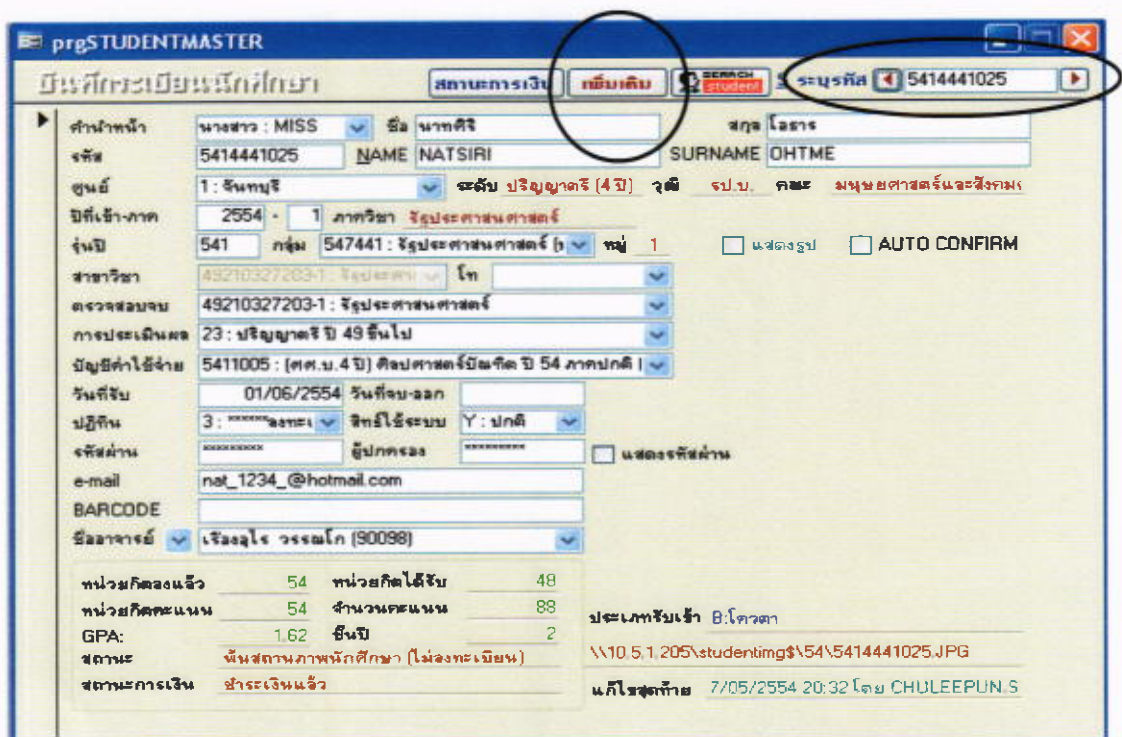 prgSTUDENTMASTER
บันทึกระเบียนนักศึกษา สถานะการเงิน เพิ่มเติม SEARCH student ระบุรหัส 5414441025
คำนำหน้า นางสาว : MISS ชื่อ นาทศิริ สกุล โอธาร
รหัส 5414441025 NAME NATSIRI SURNAME OHTME
ศูนย์ 1 : จันทบุรี ระดับ ปริญญาตรี (4 ปี) วุฒิ รป.บ. คณะ มนุษยศาสตร์และสังคม
ปีที่เข้า-ภาค 2554 - 1 ภาควิชา รัฐประศาสนศาสตร์
รุ่นปี 541 กลุ่ม 547441 : รัฐประศาสนศาสตร์ หมู่ 1 แสดงรูป AUTO CONFIRM
สาขาวิชา 49210327203-1 : รัฐประศาสน โท
ตรวจสอบจบ 49210327203-1 : รัฐประศาสนศาสตร์
การประเมินผล 23 : ปริญญาตรี ปี 49 ขึ้นไป
บัญชีค่าใช้จ่าย 5411005 : (ศศ.บ.4 ปี) ศิลปศาสตร์บัณฑิต ปี 54 ภาคปกติ (
วันที่รับ 01/06/2554 วันที่จบ-ออก
ปฏิทิน 3 : ******ลงทะเ สิทธ์ใช้ระบบ Y : ปกติ
รหัสผ่าน ********* ผู้ปกครอง ********* แสดงรหัสผ่าน
e-mail nat_1234_@hotmail.com
BARCODE
ชื่ออาจารย์ เรืองอุไร วรรณโก (90098)
หน่วยกิตลงแล้ว 54 หน่วยกิตได้รับ 48
หน่วยกิตคะแนน 54 จำนวนคะแนน 88 ประเภทรับเข้า B:โควตา
GPA: 1.62 ชั้นปี 2
สถานะ พ้นสถานภาพนักศึกษา (ไม่ลงทะเบียน) \\10.5.1.205\studentimg$\54\5414441025.JPG
สถานะการเงิน ชำระเงินแล้ว แก้ไขสุดท้าย 7/05/2554 20:32 โดย CHULEEPUN.S